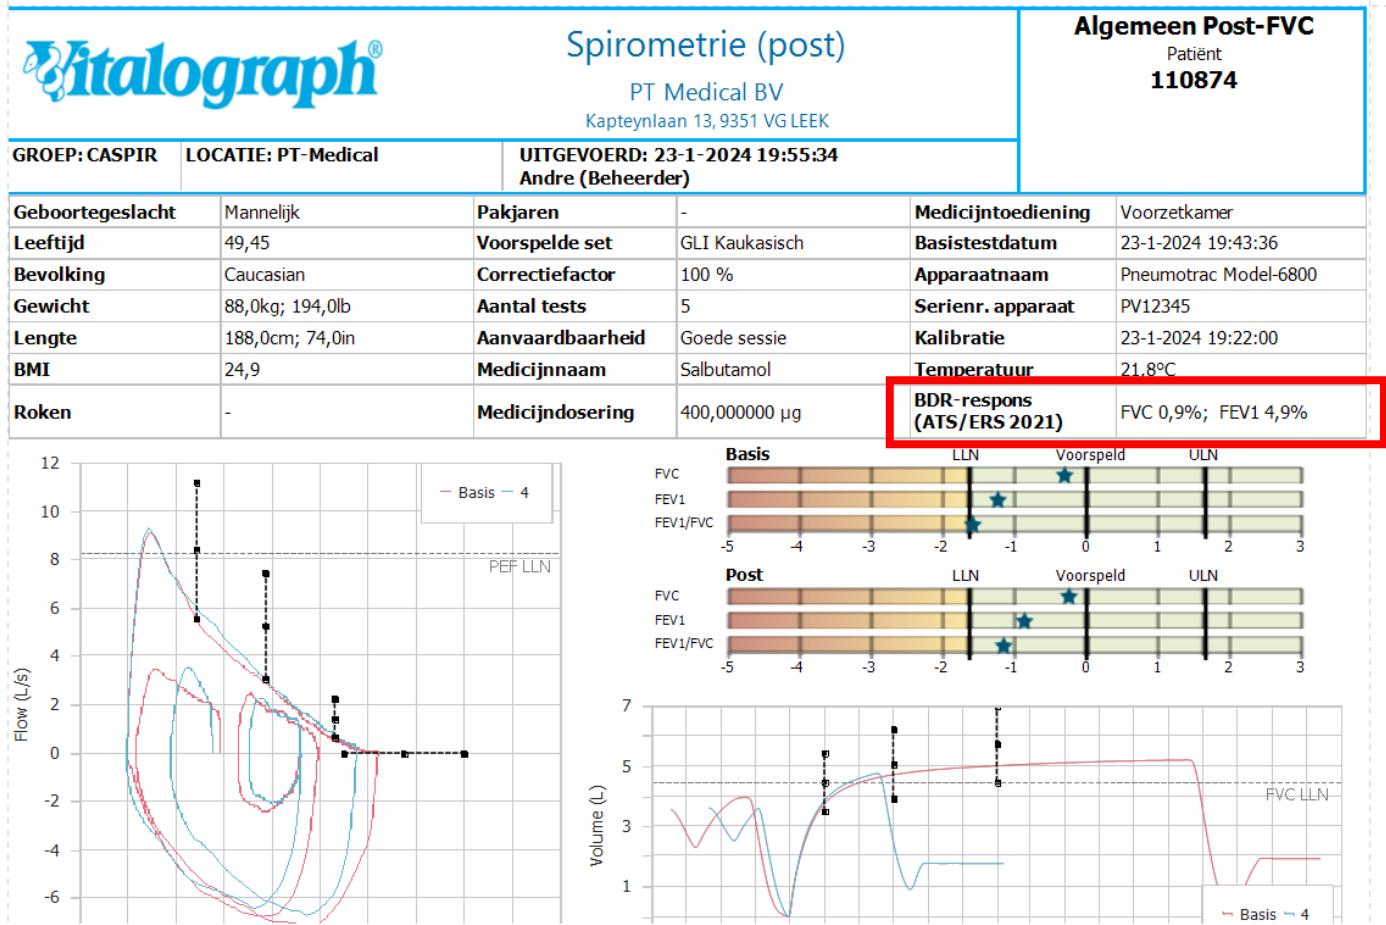 Vitalograph®
Spirometrie (post)
PT Medical BV
Kapteynlaan 13, 9351 VG LEEK
Algemeen Post-FVC
Patiënt
110874
GROEP: CASPIR LOCATIE: PT-Medical UITGEVOERD: 23-1-2024 19:55:34
Andre (Beheerder)
Geboortegeslacht Mannelijk Pakjaren - Medicijntoediening Voorzetkamer
Leeftijd 49,45 Voorspelde set GLI Kaukasisch Basistestdatum 23-1-2024 19:43:36
Bevolking Caucasian Correctiefactor 100 % Apparaatnaam Pneumotrac Model-6800
Gewicht 88,0kg; 194,0lb Aantal tests 5 Serienr. apparaat PV12345
Lengte 188,0cm; 74,0in Aanvaardbaarheid Goede sessie Kalibratie 23-1-2024 19:22:00
BMI 24,9 Medicijnnaam Salbutamol Temperatuur 21,8ºC
Roken - Medicijndosering 400,000000 µg BDR-respons
(ATS/ERS 2021) FVC 0,9%; FEV1 4,9%
12
10
8
6
4
2
0
-2
-4
-6
Flow (L/s)
Basis 4
PEF LLN
Basis LLN Voorspeld ULN
FVC
FEV1
FEV1/FVC
-5 -4 -3 -2 -1 0 1 2 3
Post LLN Voorspeld ULN
FVC
FEV1
FEV1/FVC
-5 -4 -3 -2 -1 0 1 2 3
7
5
3
1
Volume (L)
FVC LLN
Basis 4